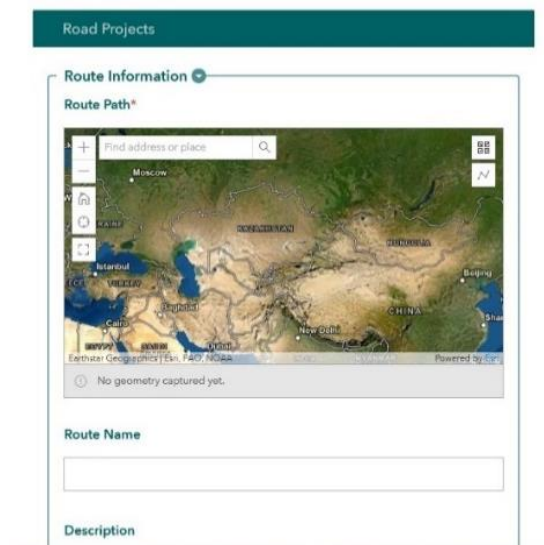 Road Projects
Route Information
Route Path*
Find address or place
Moscow
KAZAKHSTAN
MONGOLIA
Istanbul
Beijing
TURKEY
Baghdad
CHINA
Cairo
New Delhi
Dubai
Earthstar Geographics | Esri, FAO, NOAA
Powered by Esri
No geometry captured yet.
Route Name
Description